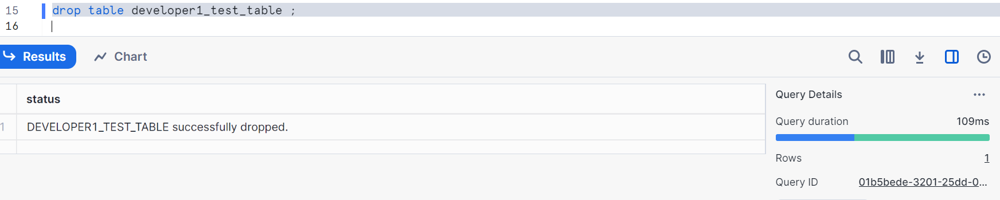 15 drop table developer1_test_table ;
16
Results Chart
status
1 DEVELOPER1_TEST_TABLE successfully dropped.
Query Details
Query duration 109ms
Rows 1
Query ID 01b5bede-3201-25dd-0...